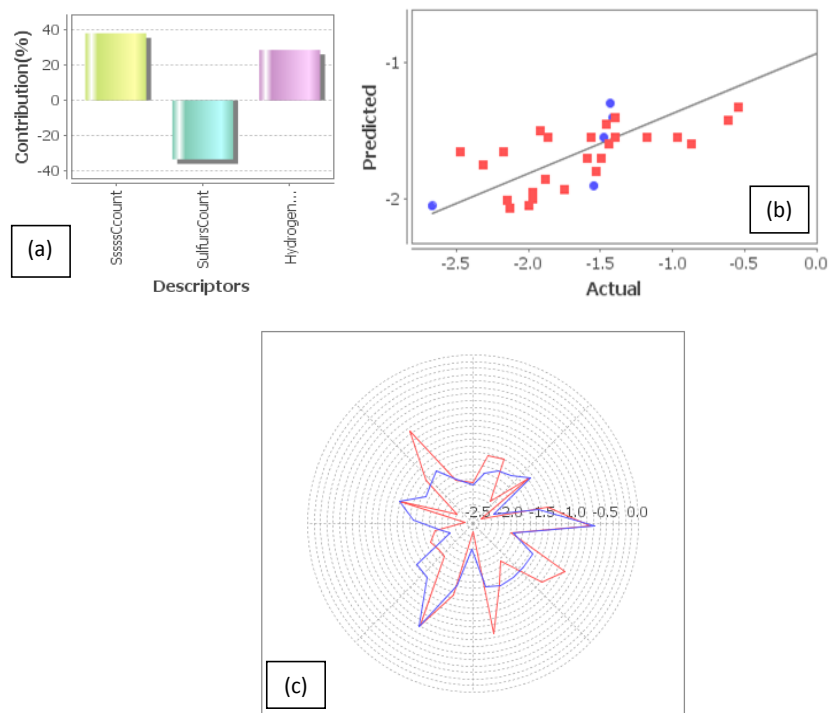 40
20
0
-20
-40
Contribution(%)
SssssCcount
SulfursCount
Hydrogen...
Descriptors
(a)
-1
-2
Predicted
-2.5 -2.0 -1.5 -1.0 -0.5 0.0
Actual
(b)
-2.5 -2.0 -1.5 -1.0 -0.5 0.0
(c)